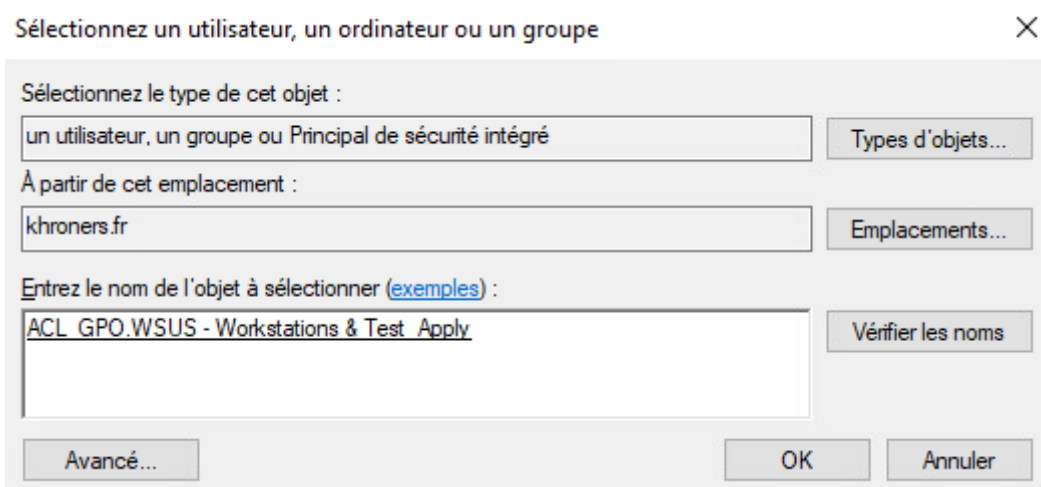 Sélectionnez un utilisateur, un ordinateur ou un groupe
Sélectionnez le type de cet objet :
un utilisateur, un groupe ou Principal de sécurité intégré
Types d'objets...
À partir de cet emplacement :
khroners.fr
Emplacements...
Entrez le nom de l'objet à sélectionner (exemples) :
ACL_GPO.WSUS - Workstations & Test_Apply
Vérifier les noms
Avancé...
OK
Annuler